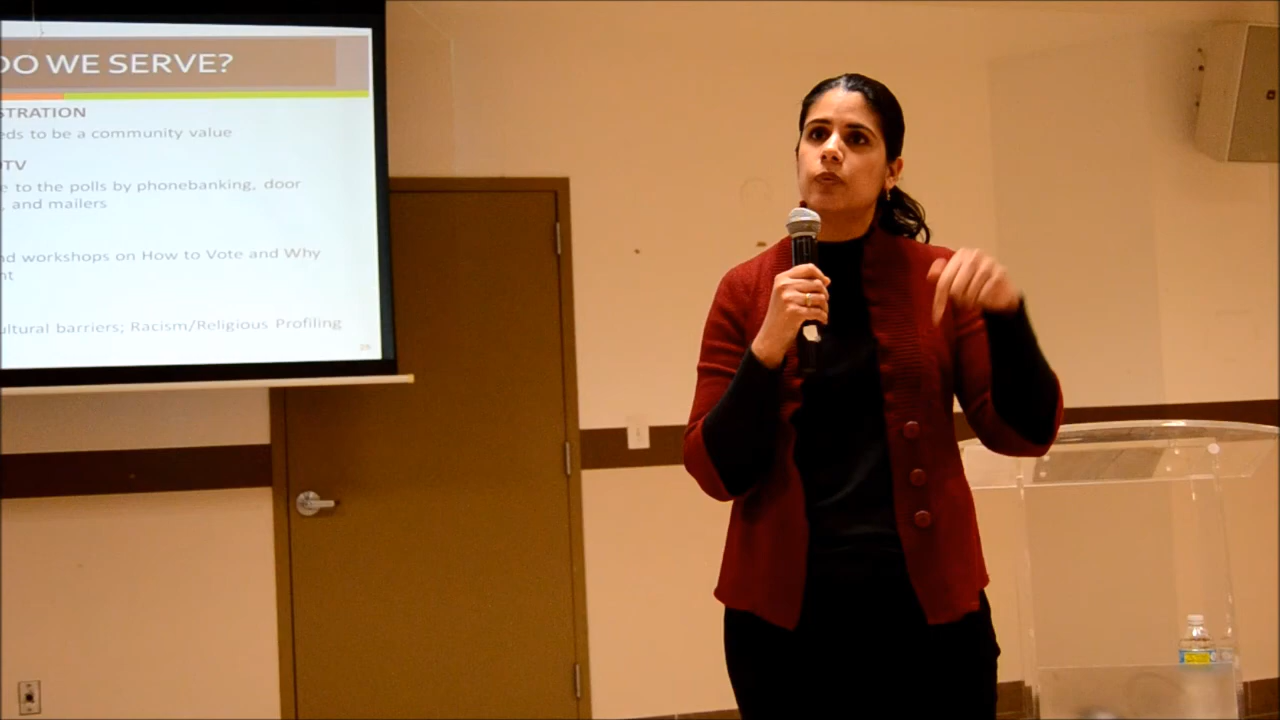 DO WE SERVE?
STRATION
eds to be a community value
OTV
e to the polls by phonebanking, door
, and mailers
nd workshops on How to Vote and Why
nt
ultural barriers; Racism/Religious Profiling